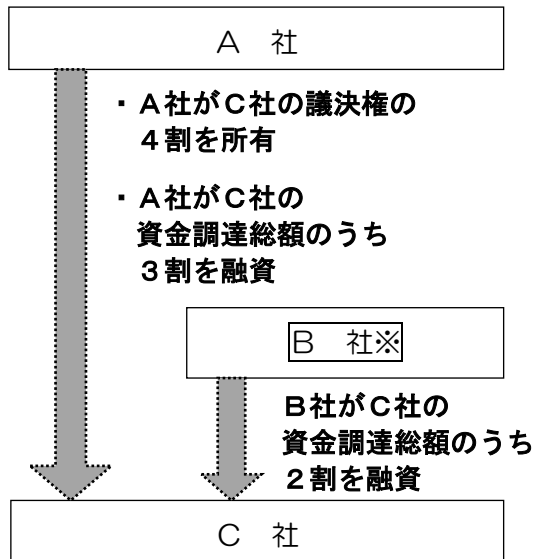 Ａ　社
・Ａ社がＣ社の議決権の
４割を所有
・Ａ社がＣ社の
資金調達総額のうち
３割を融資
Ｂ　社※
Ｂ社がＣ社の
資金調達総額のうち
２割を融資
Ｃ　社